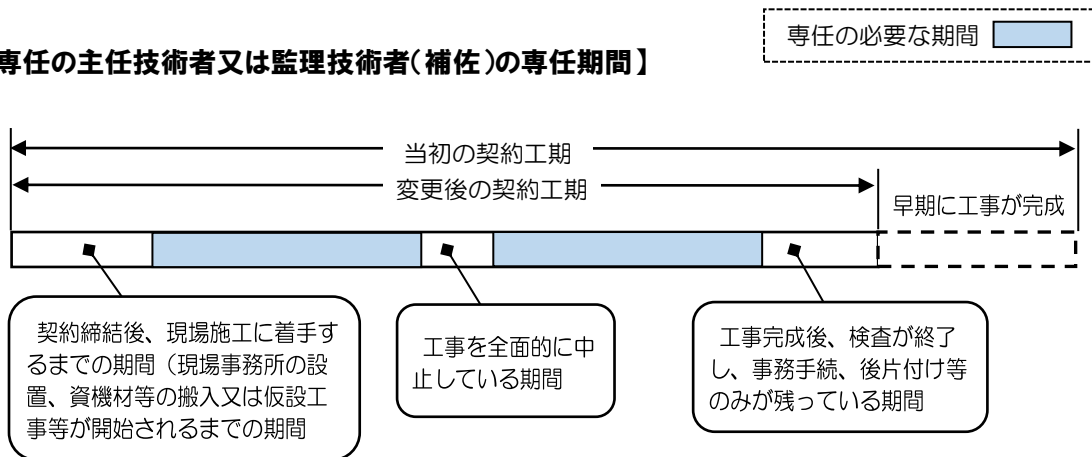 専任の必要な期間
専任の主任技術者又は監理技術者(補佐)の専任期間】
当初の契約工期
変更後の契約工期
早期に工事が完成
契約締結後、現場施工に着手す
るまでの期間（現場事務所の設
置、資機材等の搬入又は仮設工
事等が開始されるまでの期間
工事を全面的に中
止している期間
工事完成後、検査が終了
し、事務手続、後片付け等
のみが残っている期間